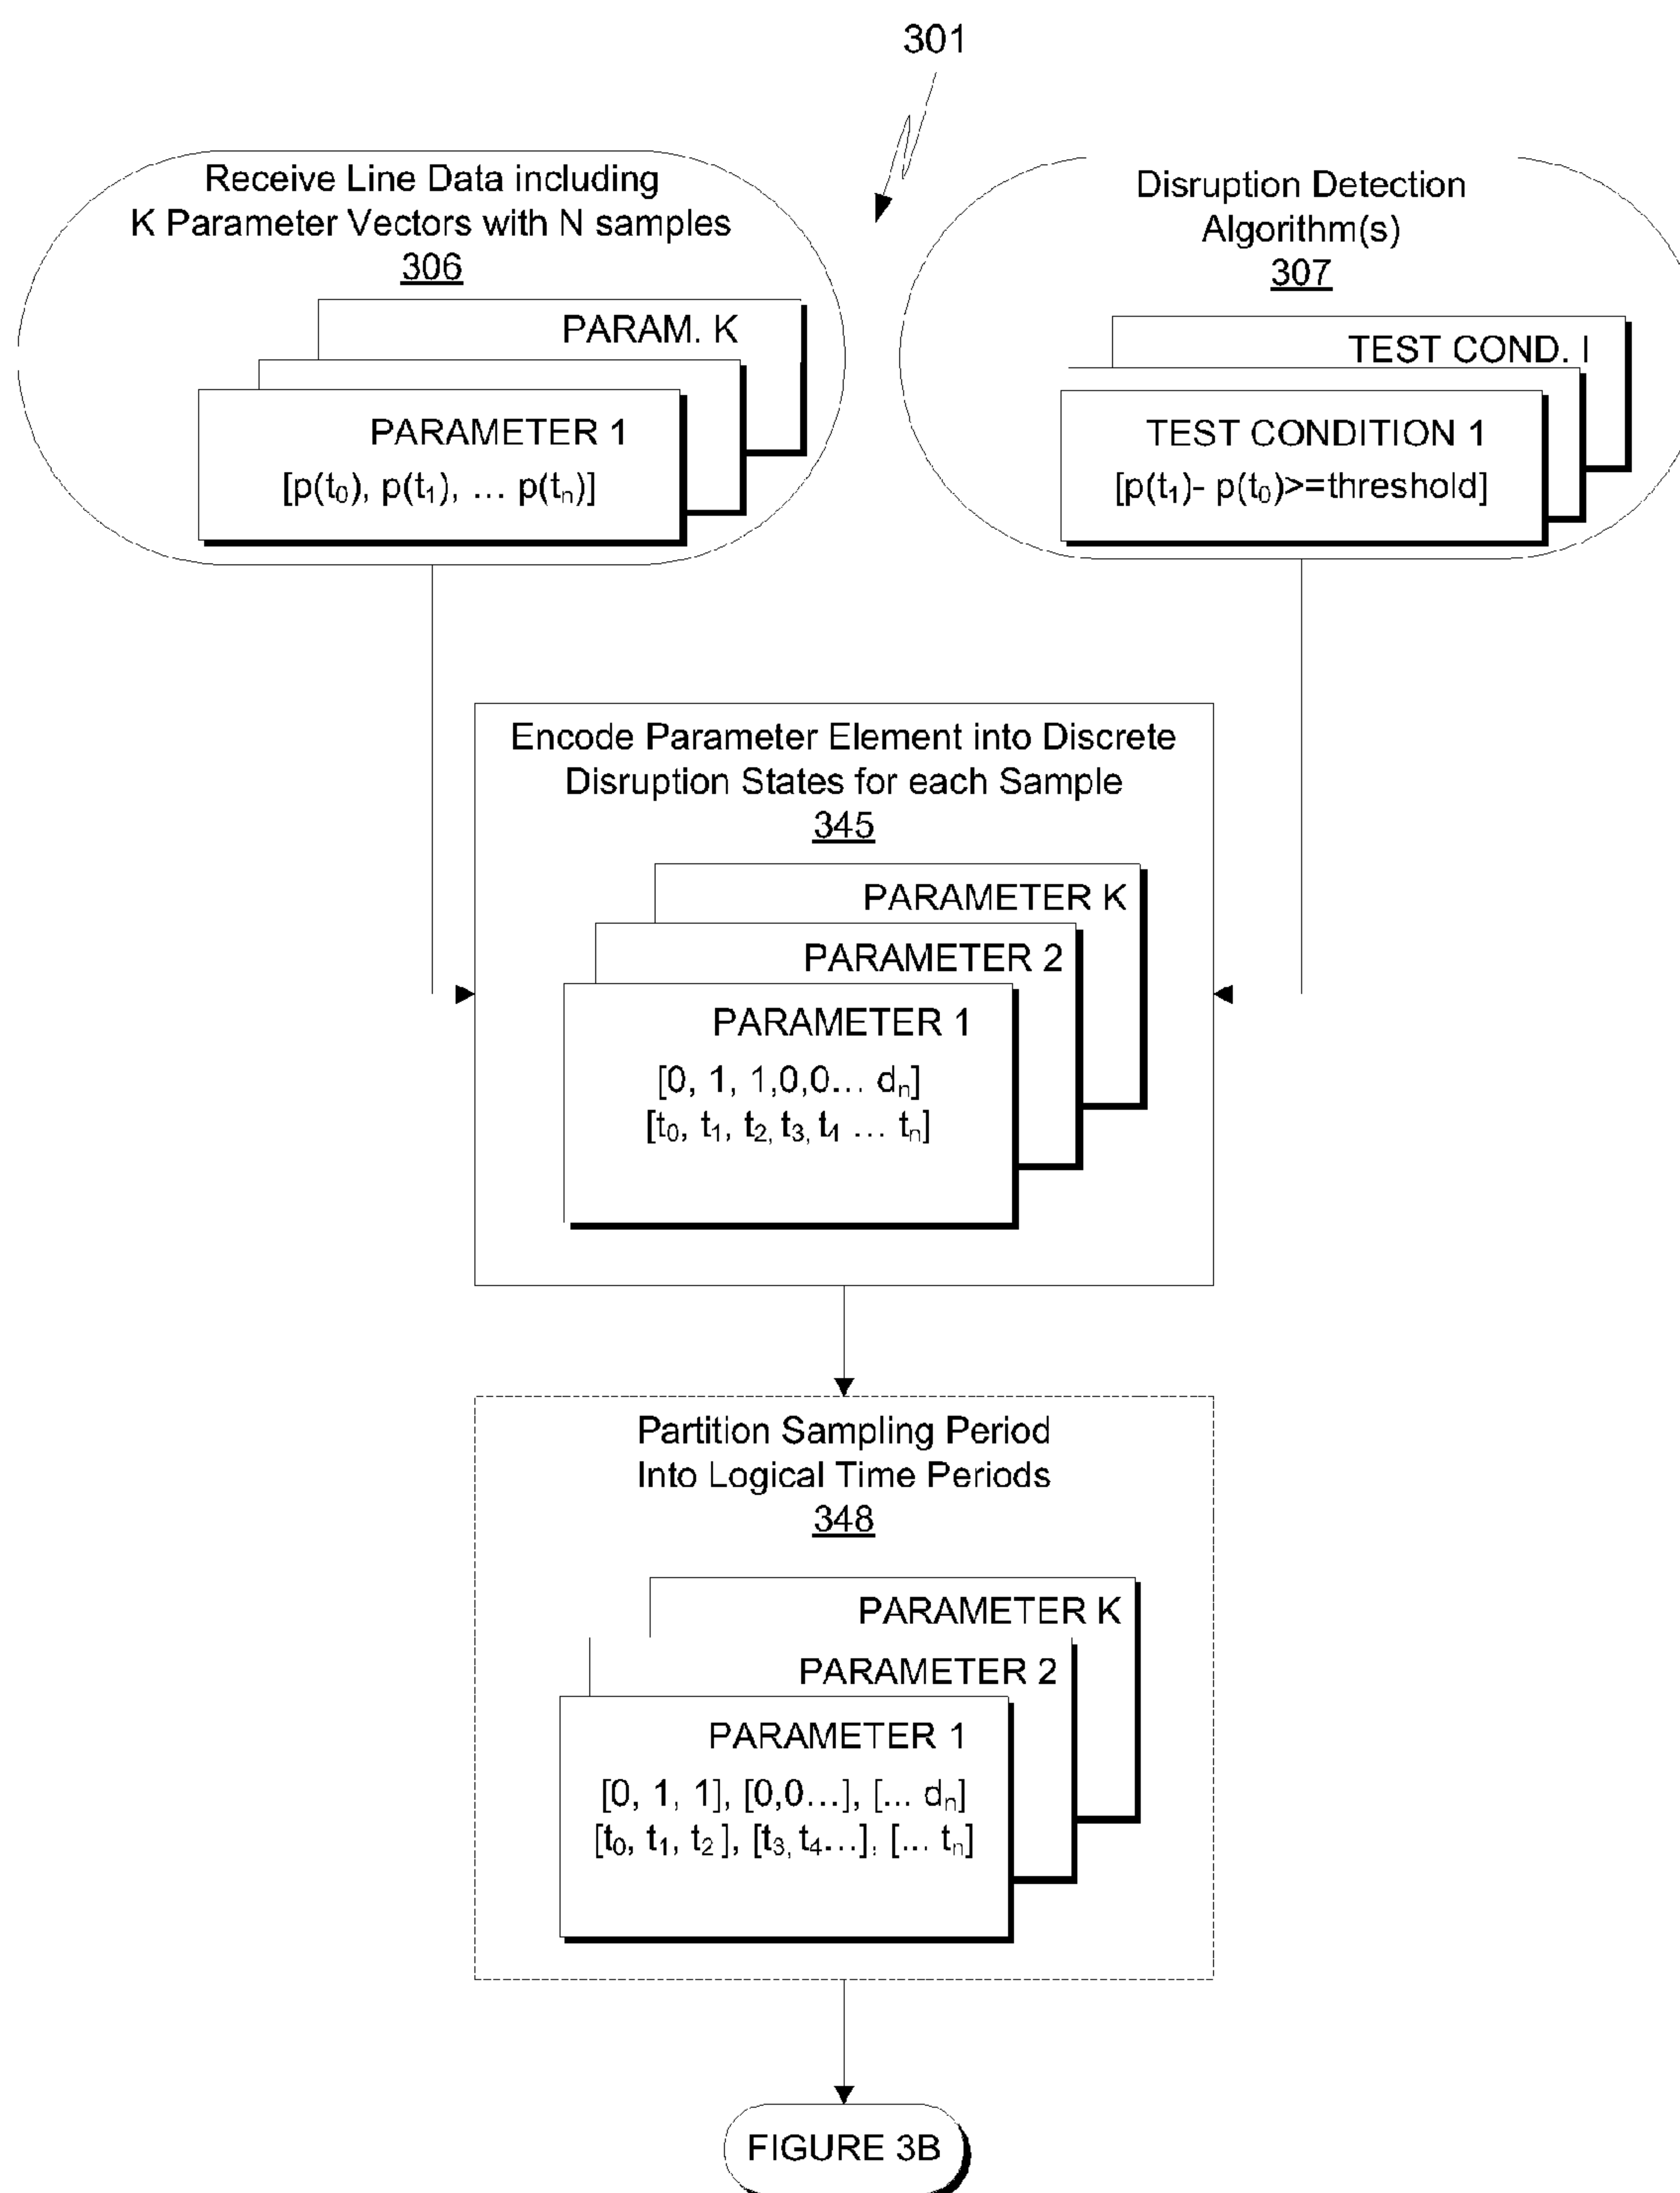 301
Receive Line Data including
K Parameter Vectors with N samples
306
PARAM. K
PARAMETER 1
[p(t₀), p(t₁), … p(tₙ)]
Disruption Detection
Algorithm(s)
307
TEST COND. I
TEST CONDITION 1
[p(t₁)- p(t₀)>=threshold]
Encode Parameter Element into Discrete
Disruption States for each Sample
345
PARAMETER K
PARAMETER 2
PARAMETER 1
[0, 1, 1,0,0… dₙ]
[t₀, t₁, t₂, t₃, t₄ … tₙ]
Partition Sampling Period
Into Logical Time Periods
348
PARAMETER K
PARAMETER 2
PARAMETER 1
[0, 1, 1], [0,0…], [… dₙ]
[t₀, t₁, t₂ ], [t₃, t₄…], [… tₙ]
FIGURE 3B